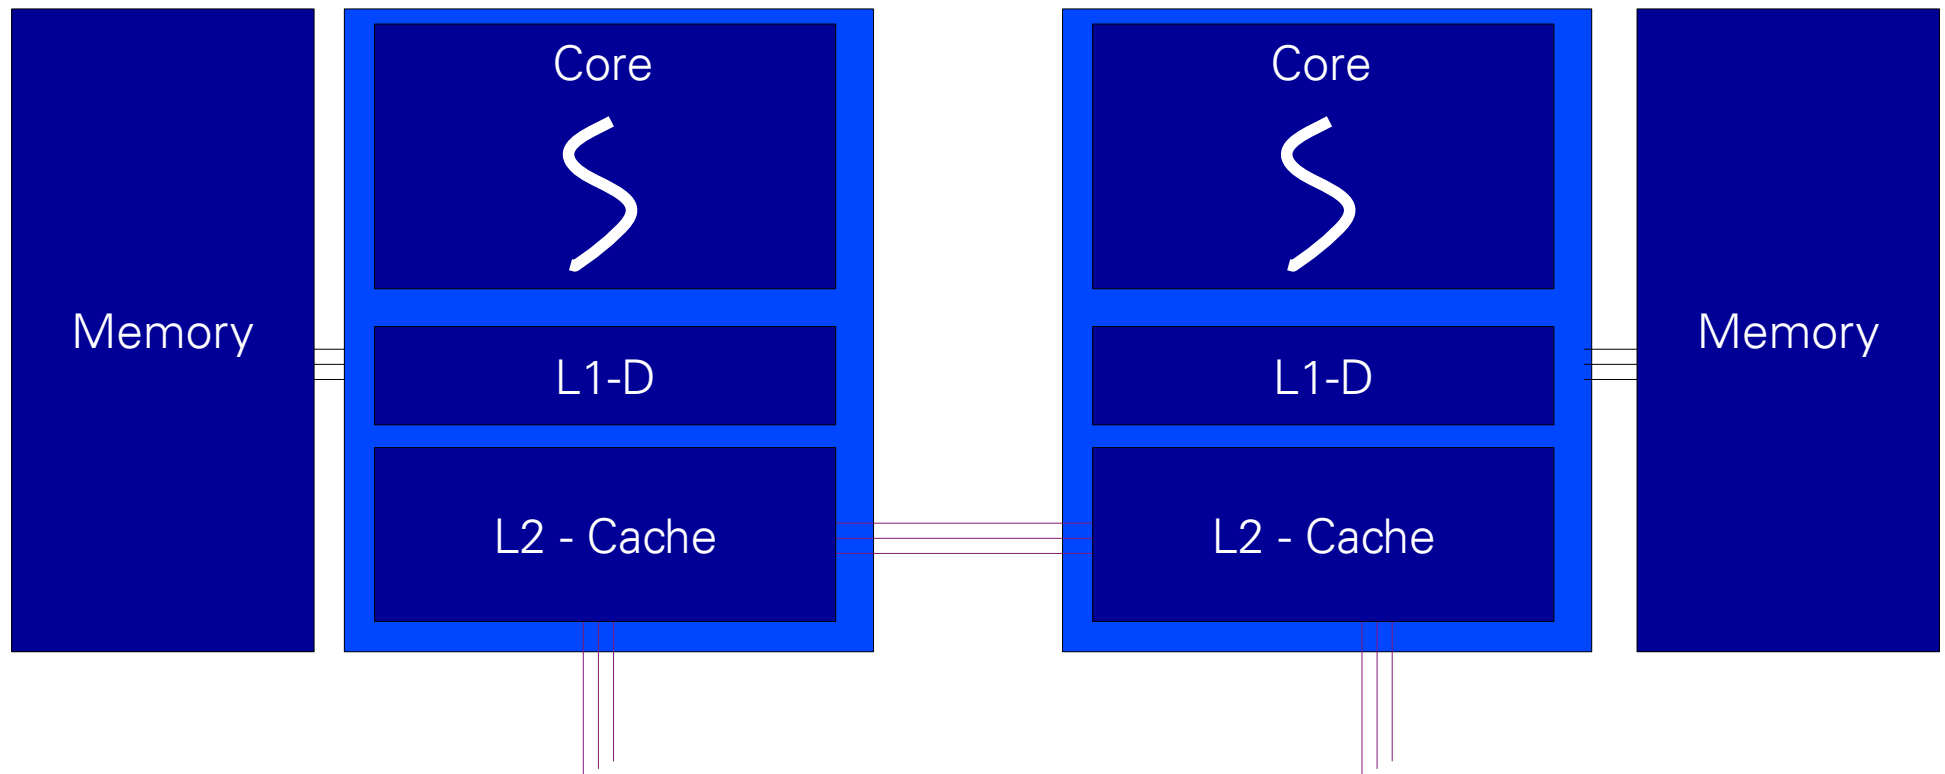 Core
Core
Memory
Memory
L1-D
L1-D
L2 - Cache
L2 - Cache